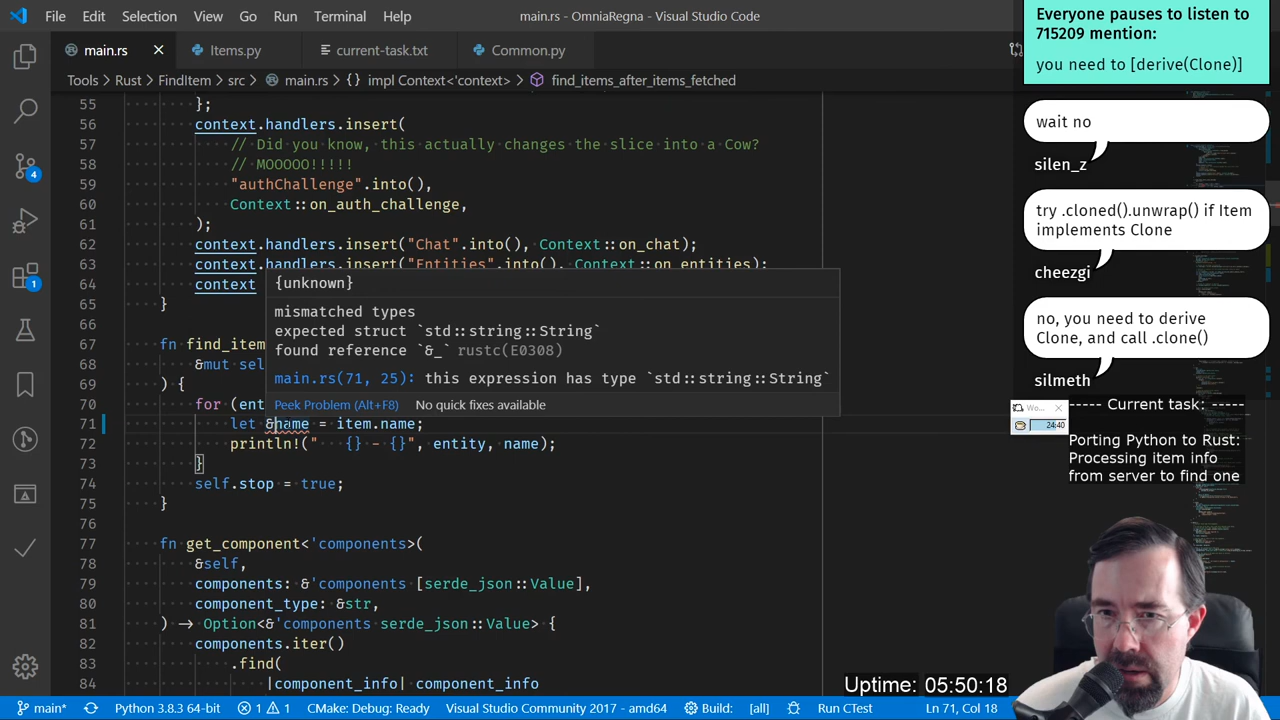 File Edit Selection View Go Run Terminal Help
main.rs - OmniaRegna - Visual Studio Code
main.rs Items.py current-task.txt Common.py
Tools > Rust > FindItem > src > main.rs > {} impl Context<'context> > find_items_after_items_fetched
55 };
56 context.handlers.insert(
57 // Did you know, this actually changes the slice into a Cow?
58 // MOOOOO!!!!!
59 "authChallenge".into(),
60 Context::on_auth_challenge,
61 );
62 context.handlers.insert("Chat".into(), Context::on_chat);
63 context.handlers.insert("Entities".into(), Context::on_entities);
64 context
65 }
66
67 fn find_item
68 &mut sel
69 ) {
70 for (ent
71 let &name = item.name;
72 println!(" {} - {}", entity, name);
73 }
74 self.stop = true;
75 }
76
77 fn get_component<'components>(
78 &self,
79 components: &'components [serde_json::Value],
80 component_type: &str,
81 ) -> Option<&'components serde_json::Value> {
82 components.iter()
83 .find(
84 |component_info| component_info
{unknown}
mismatched types
expected struct `std::string::String`
found reference `&_` rustc(E0308)
main.rs(71, 25): this expression has type `std::string::String`
Peek Problem (Alt+F8) No quick fixes available
Everyone pauses to listen to
715209 mention:
you need to [derive(Clone)]
wait no
silen_z
try .cloned().unwrap() if Item
implements Clone
cheezgi
no, you need to derive
Clone, and call .clone()
silmeth
Wo...
24:40
----- Current task: -----
Porting Python to Rust:
Processing item info
from server to find one
Uptime: 05:50:18
4
1
main* Python 3.8.3 64-bit 1 1 CMake: Debug: Ready Visual Studio Community 2017 - amd64 Build [all] Run CTest Ln 71, Col 18